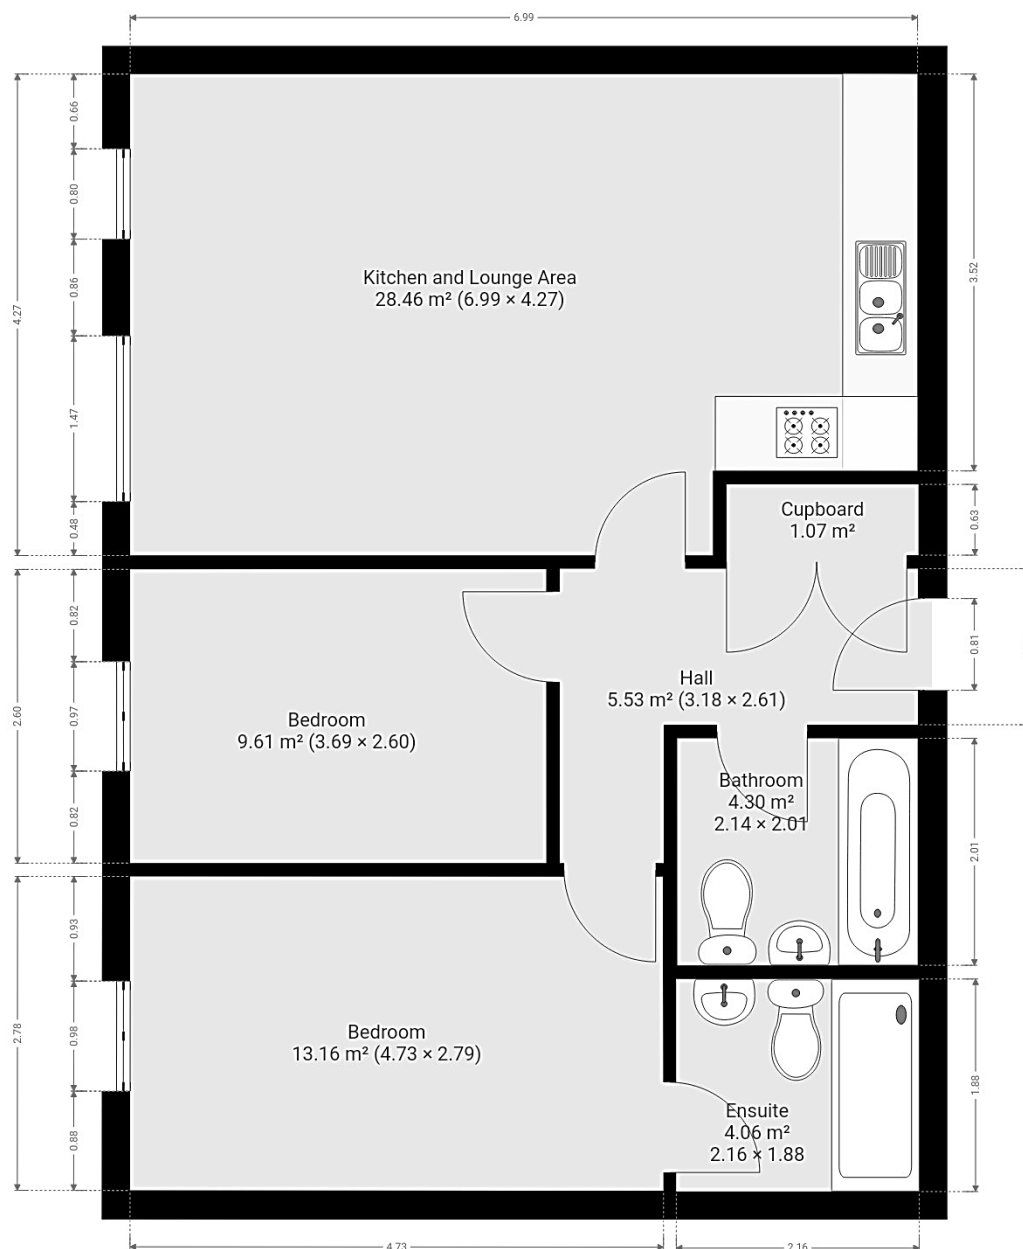 6.99
0.66
0.80
0.86
4.27
1.47
0.48
3.52
Kitchen and Lounge Area
28.46 m² (6.99 × 4.27)
Cupboard
1.07 m²
0.63
0.81
Hall
5.53 m² (3.18 × 2.61)
0.82
2.60
0.97
0.82
Bedroom
9.61 m² (3.69 × 2.60)
Bathroom
4.30 m²
2.14 × 2.01
2.01
0.93
2.78
0.98
0.88
Bedroom
13.16 m² (4.73 × 2.79)
Ensuite
4.06 m²
2.16 × 1.88
1.88
4.73
2.16